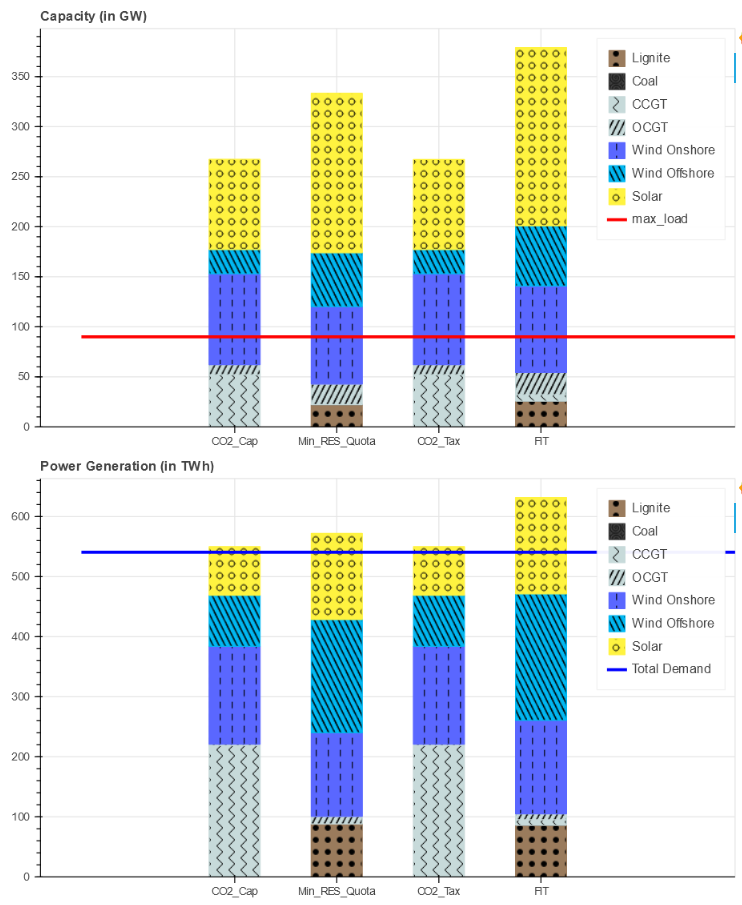 Capacity (in GW)
350
300
250
200
150
100
50
0
Lignite
Coal
CCGT
OCGT
Wind Onshore
Wind Offshore
Solar
max_load
CO2_Cap
Min_RES_Quota
CO2_Tax
FIT
Power Generation (in TWh)
600
500
400
300
200
100
0
Lignite
Coal
CCGT
OCGT
Wind Onshore
Wind Offshore
Solar
Total Demand
CO2_Cap
Min_RES_Quota
CO2_Tax
FIT